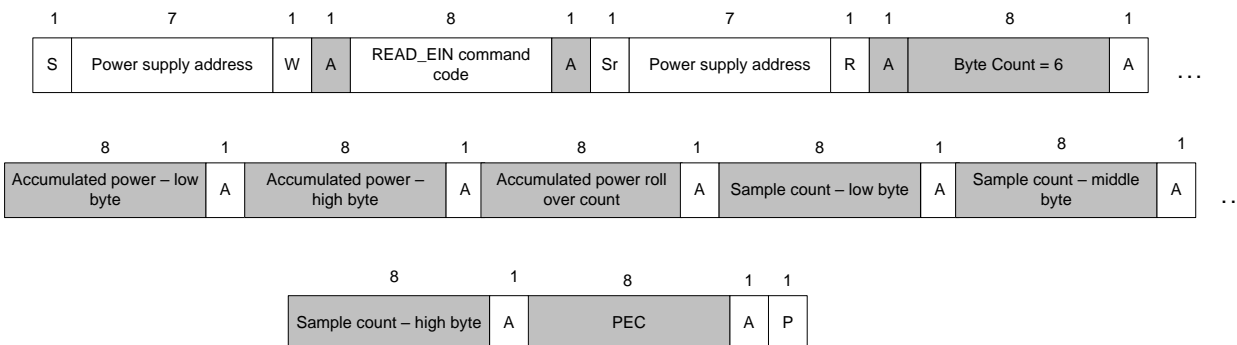 1 7 1 1 8 1 1 7 1 1 8 1
S Power supply address W A READ_EIN command code A Sr Power supply address R A Byte Count = 6 A ...
8 1 8 1 8 1 8 1 8 1
Accumulated power – low byte A Accumulated power – high byte A Accumulated power roll over count A Sample count – low byte A Sample count – middle byte A ..
8 1 8 1 1
Sample count – high byte A PEC A P